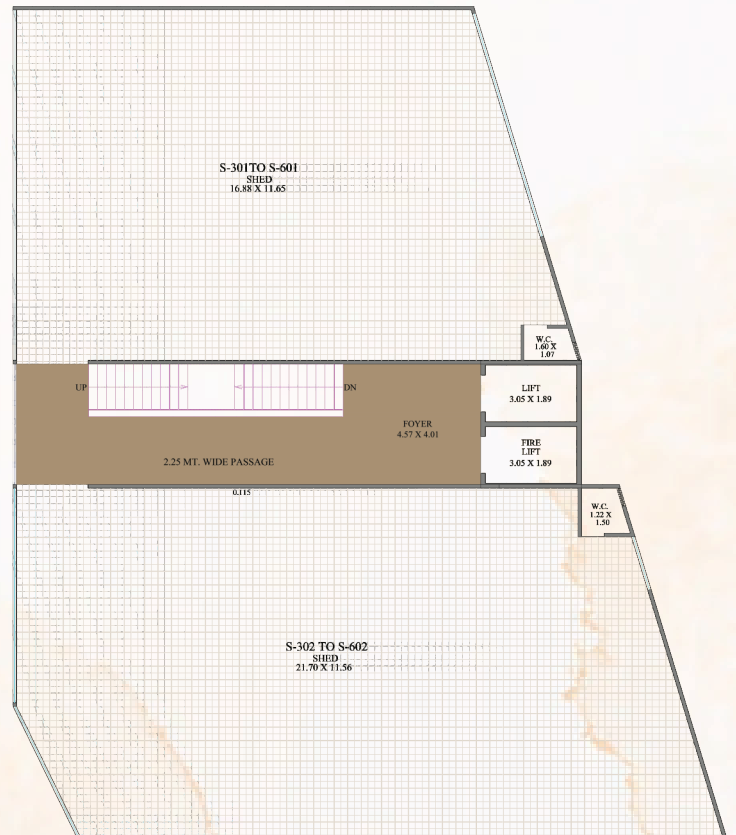 S-301TO S-601
SHED
16.88 X 11.65
W.C.
1.60 X
1.07
UP
DN
LIFT
3.05 X 1.89
FOYER
4.57 X 4.01
FIRE
LIFT
3.05 X 1.89
2.25 MT. WIDE PASSAGE
0.115
W.C.
1.22 X
1.50
S-302 TO S-602
SHED
21.70 X 11.56